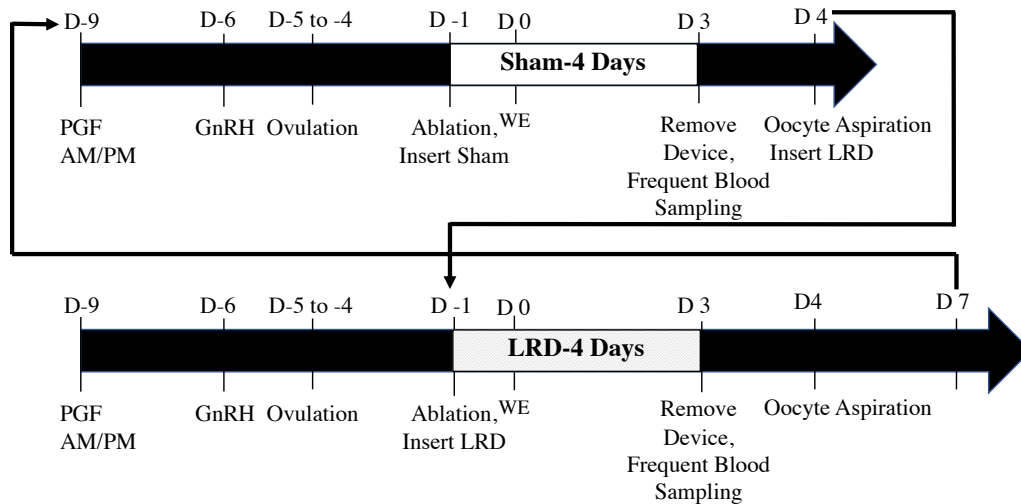 D-9 D-6 D-5 to -4 D -1 D 0 D 3 D 4
Sham-4 Days
PGF GnRH Ovulation Ablation, WE Remove Oocyte Aspiration
AM/PM Insert Sham Device, Insert LRD
Frequent Blood
Sampling
D-9 D-6 D-5 to -4 D -1 D 0 D 3 D4 D 7
LRD-4 Days
PGF GnRH Ovulation Ablation, WE Remove Oocyte Aspiration
AM/PM Insert LRD Device,
Frequent Blood
Sampling